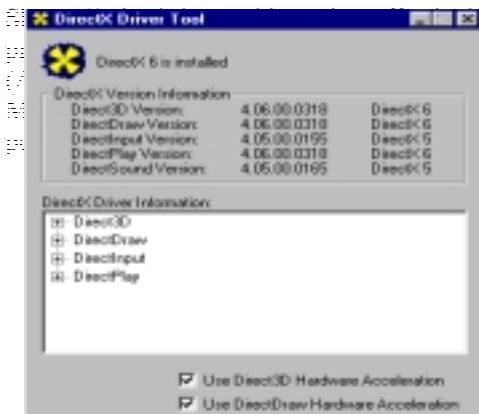 DirectX Driver Tool
DirectX 6 is installed
DirectX Version Information
Direct3D Version: 4.06.00.0318 DirectX 6
DirectDraw Version: 4.06.00.0318 DirectX 6
DirectInput Version: 4.05.00.0155 DirectX 5
DirectPlay Version: 4.06.00.0318 DirectX 6
DirectSound Version: 4.05.00.0165 DirectX 5
DirectX Driver Information:
Direct3D
DirectDraw
DirectInput
DirectPlay
Use Direct3D Hardware Acceleration
Use DirectDraw Hardware Acceleration